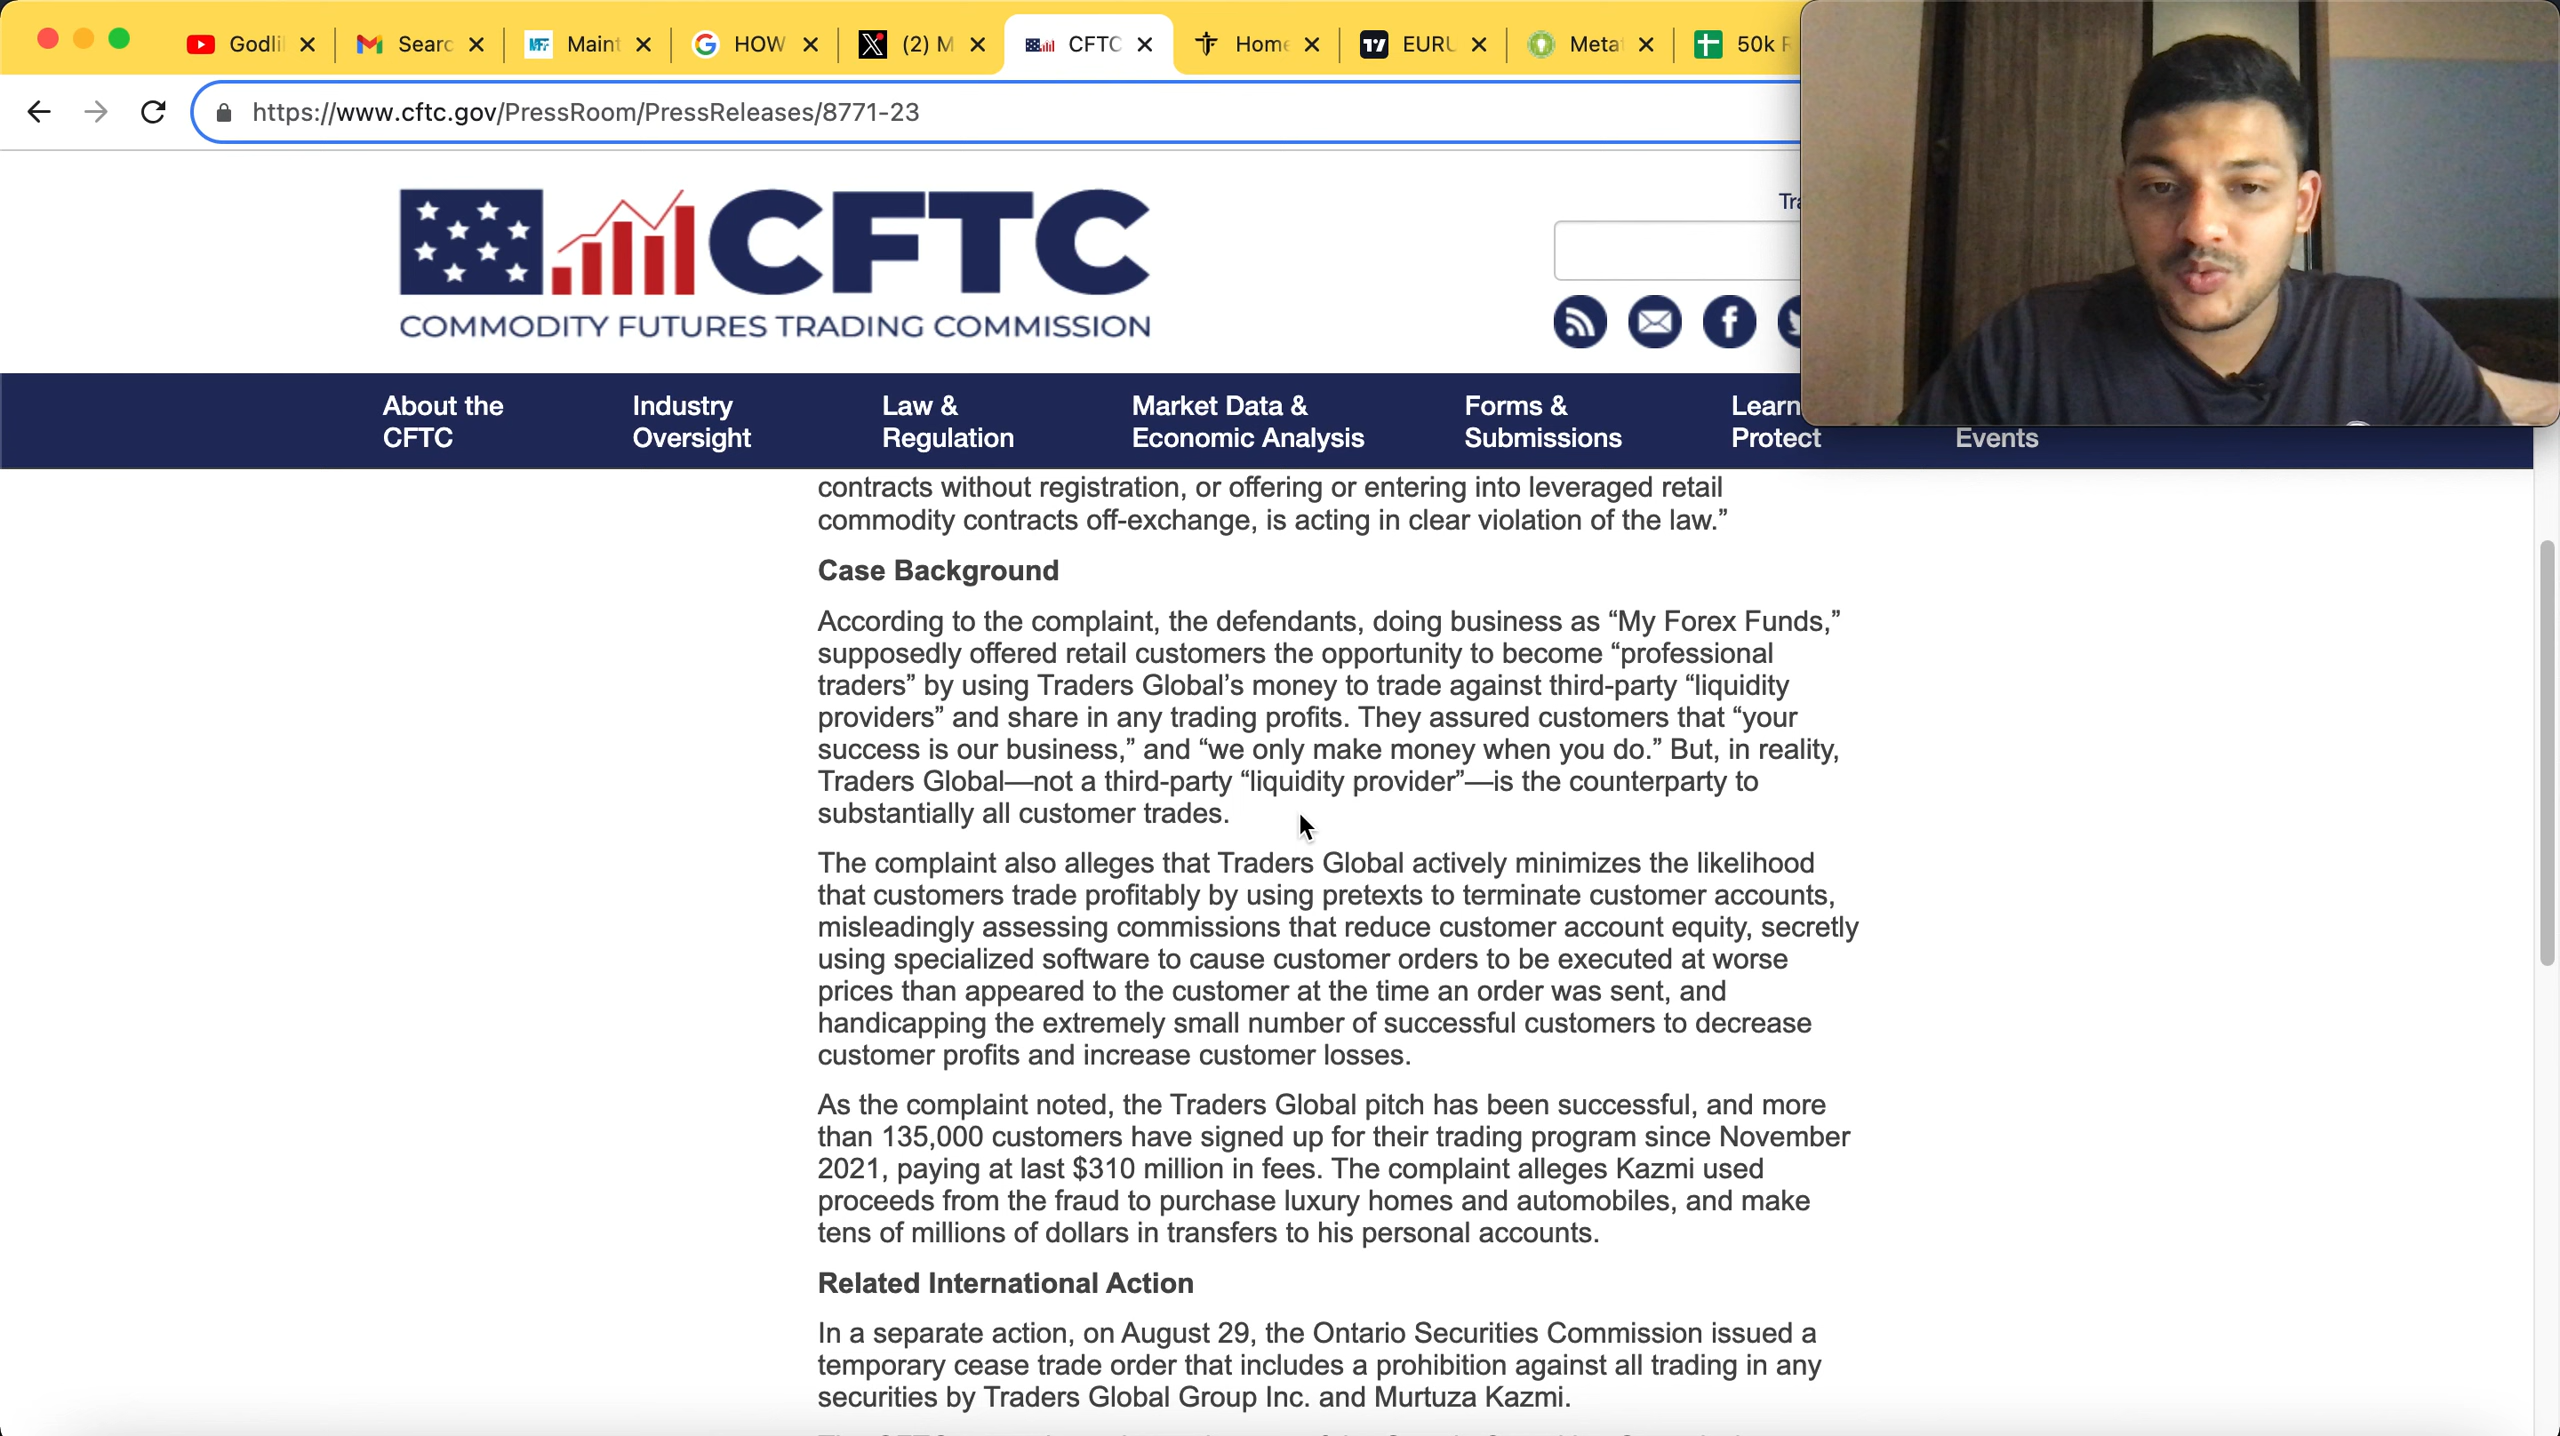 Godli
Searc
Maint
HOW
(2) M
CFTC
Home
EURU
Meta
50k
https://www.cftc.gov/PressRoom/PressReleases/8771-23
CFTC
COMMODITY FUTURES TRADING COMMISSION
Tra
About the
CFTC
Industry
Oversight
Law &
Regulation
Market Data &
Economic Analysis
Forms &
Submissions
Learn
Protect
Events
contracts without registration, or offering or entering into leveraged retail
commodity contracts off-exchange, is acting in clear violation of the law.”
Case Background
According to the complaint, the defendants, doing business as “My Forex Funds,”
supposedly offered retail customers the opportunity to become “professional
traders” by using Traders Global’s money to trade against third-party “liquidity
providers” and share in any trading profits. They assured customers that “your
success is our business,” and “we only make money when you do.” But, in reality,
Traders Global—not a third-party “liquidity provider”—is the counterparty to
substantially all customer trades.
The complaint also alleges that Traders Global actively minimizes the likelihood
that customers trade profitably by using pretexts to terminate customer accounts,
misleadingly assessing commissions that reduce customer account equity, secretly
using specialized software to cause customer orders to be executed at worse
prices than appeared to the customer at the time an order was sent, and
handicapping the extremely small number of successful customers to decrease
customer profits and increase customer losses.
As the complaint noted, the Traders Global pitch has been successful, and more
than 135,000 customers have signed up for their trading program since November
2021, paying at last $310 million in fees. The complaint alleges Kazmi used
proceeds from the fraud to purchase luxury homes and automobiles, and make
tens of millions of dollars in transfers to his personal accounts.
Related International Action
In a separate action, on August 29, the Ontario Securities Commission issued a
temporary cease trade order that includes a prohibition against all trading in any
securities by Traders Global Group Inc. and Murtuza Kazmi.